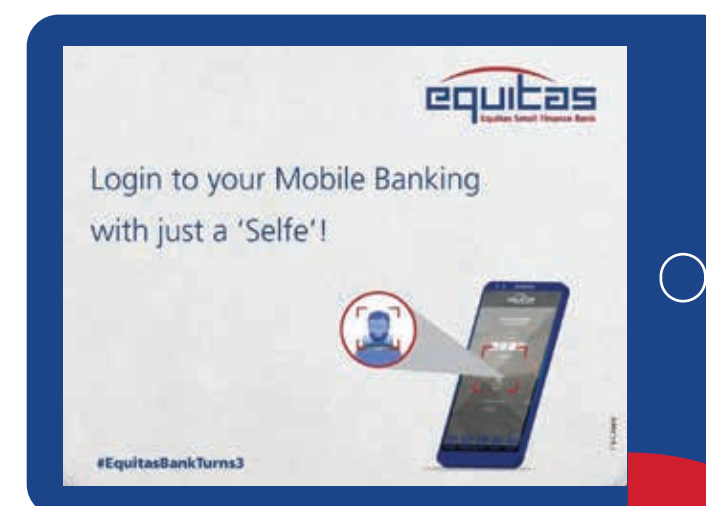 equitas
Equitas Small Finance Bank
Login to your Mobile Banking
with just a ‘Selfe’!
#EquitasBankTurns3